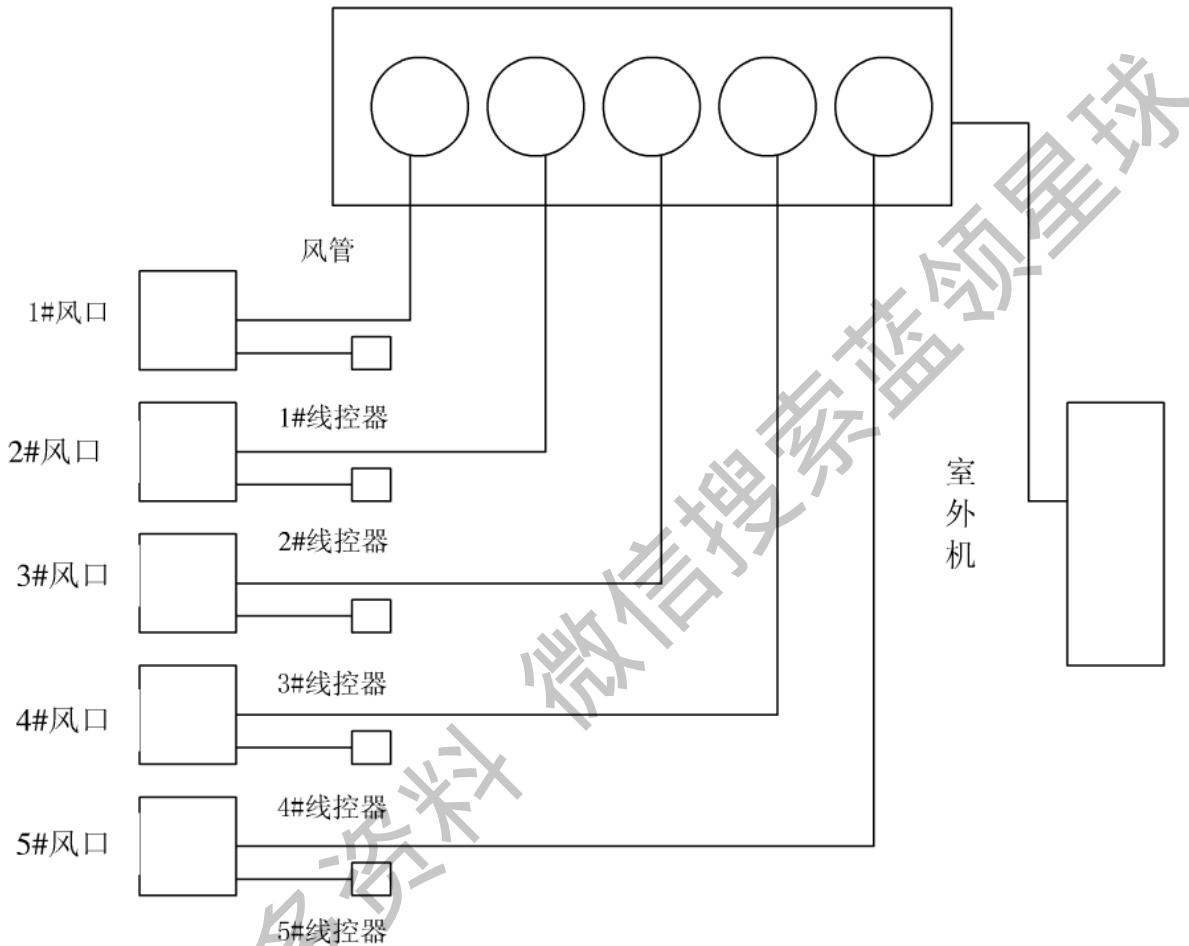 风管
1#风口
1#线控器
2#风口
2#线控器
3#风口
3#线控器
4#风口
4#线控器
5#风口
5#线控器
室外机
多资料 微信搜索蓝领星球